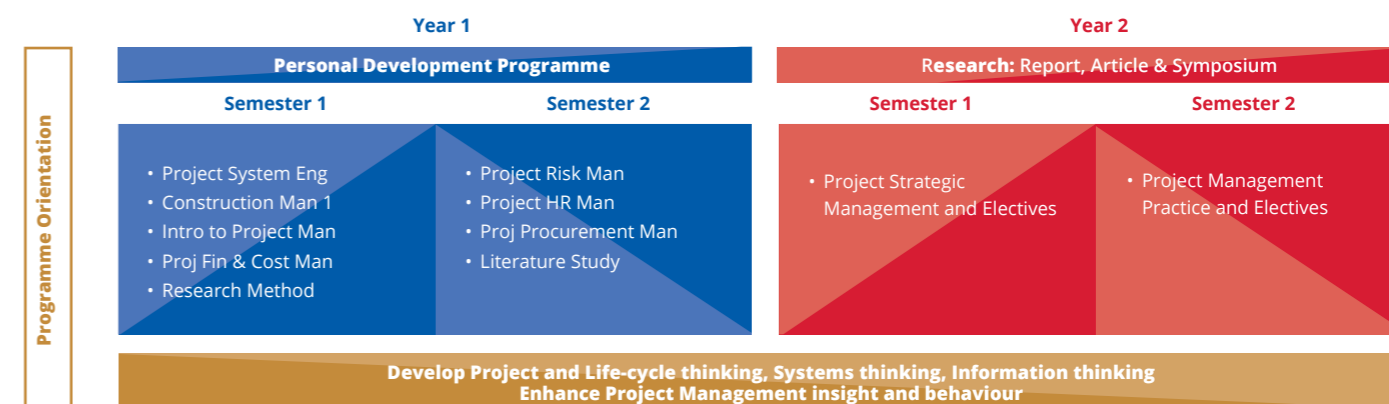 Programme Orientation
Year 1
Personal Development Programme
Semester 1
Semester 2
• Project System Eng
• Construction Man 1
• Intro to Project Man
• Proj Fin & Cost Man
• Research Method
• Project Risk Man
• Project HR Man
• Proj Procurement Man
• Literature Study
Year 2
Research: Report, Article & Symposium
Semester 1
Semester 2
• Project Strategic
Management and Electives
• Project Management
Practice and Electives
Develop Project and Life-cycle thinking, Systems thinking, Information thinking
Enhance Project Management insight and behaviour